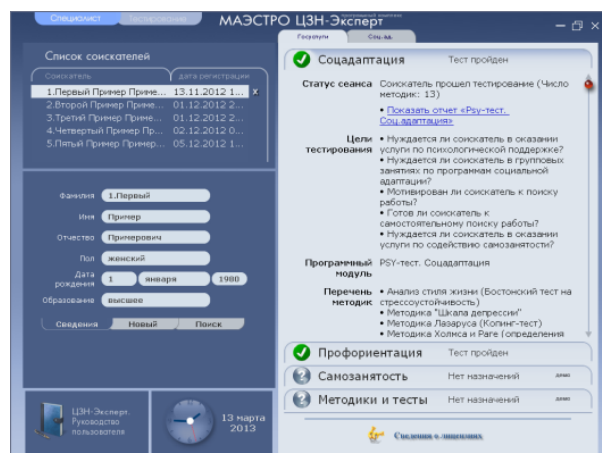 Специалист
Тестирование
МАЭСТРО ЦЗН-Эксперт
Госуслуги
Соц.ад.
Список соискателей
Соискатель
дата регистрации
1.Первый Пример Приме... 13.11.2012 1... x
2.Второй Пример Приме... 01.12.2012 2...
3.Третий Пример Приме... 01.12.2012 2...
4.Четвертый Пример Пр... 02.12.2012 0...
5.Пятый Пример Пример... 05.12.2012 1...
Фамилия 1.Первый
Имя Пример
Отчество Примерович
Пол женский
Дата рождения 1 января 1980
Образование высшее
Сведения Новый Поиск
ЦЗН-Эксперт.
Руководство
пользователя
13 марта
2013
Соцадаптация Тест пройден
Статус сеанса Соискатель прошел тестирование (Число
методик: 13)
• Показать отчет «Psy-тест.
Соц.адаптация»
Цели • Нуждается ли соискатель в оказании
тестирования услуги по психологической поддержке?
• Нуждается ли соискатель в групповых
занятиях по программам социальной
адаптации?
• Мотивирован ли соискатель к поиску
работы?
• Готов ли соискатель к
самостоятельному поиску работы?
• Нуждается ли соискатель в оказании
услуги по содействию самозанятости?
Программный PSY-тест. Соцадаптация
модуль
Перечень • Анализ стиля жизни (Бостонский тест на
методик стрессоустойчивость)
• Методика "Шкала депрессии"
• Методика Лазаруса (Копинг-тест)
• Методика Холмса и Раге (определения
Профориентация Тест пройден
Самозанятость Нет назначений демо
Методики и тесты Нет назначений демо
Сведения о лицензиях